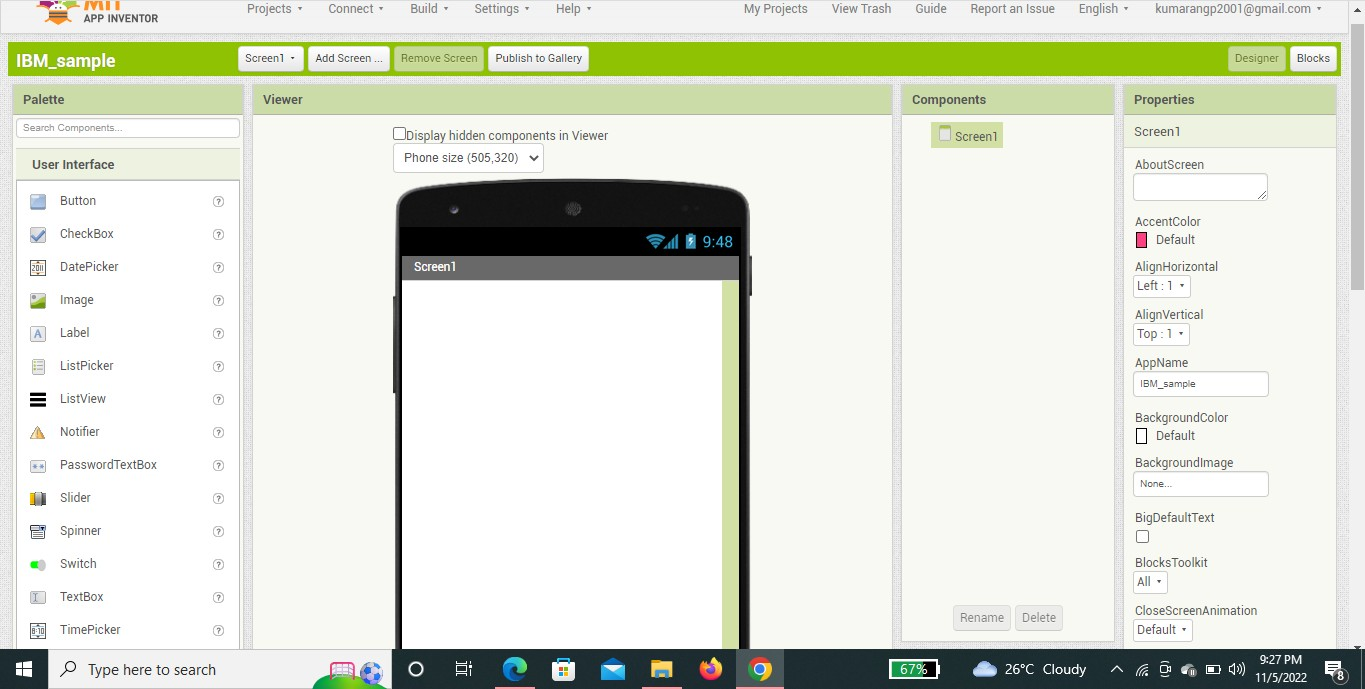 MIT
APP INVENTOR
Projects
Connect
Build
Settings
Help
My Projects
View Trash
Guide
Report an Issue
English
kumarangp2001@gmail.com
IBM_sample
Screen1
Add Screen ...
Remove Screen
Publish to Gallery
Designer
Blocks
Palette
Search Components...
User Interface
Button ?
CheckBox ?
2011 DatePicker ?
Image ?
A Label ?
ListPicker ?
ListView ?
Notifier ?
PasswordTextBox ?
Slider ?
Spinner ?
Switch ?
TextBox ?
8:10 TimePicker ?
Viewer
Display hidden components in Viewer
Phone size (505,320)
9:48
Screen1
Components
Screen1
Rename
Delete
Properties
Screen1
AboutScreen
AccentColor
Default
AlignHorizontal
Left : 1
AlignVertical
Top : 1
AppName
IBM_sample
BackgroundColor
Default
BackgroundImage
None...
BigDefaultText
BlocksToolkit
All
CloseScreenAnimation
Default
Type here to search
67%
26°C Cloudy
9:27 PM
11/5/2022
8